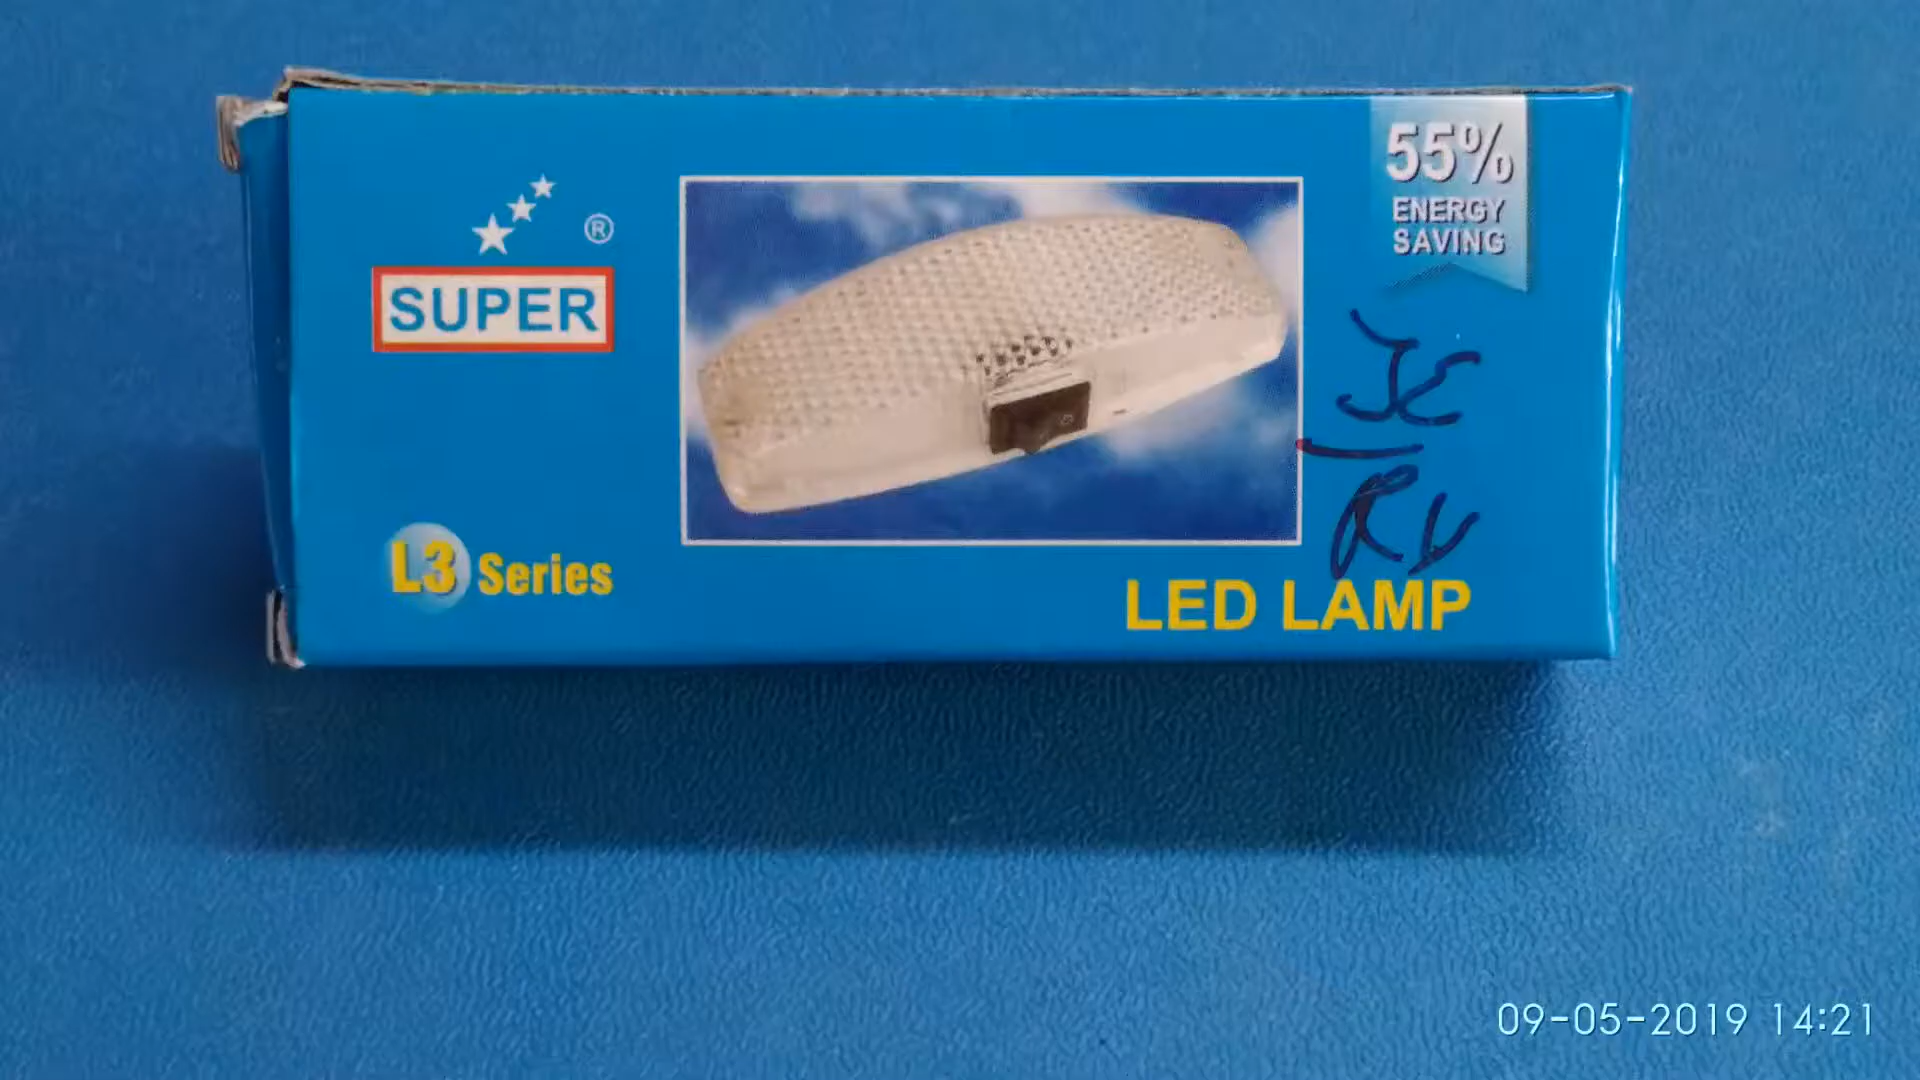 55%
ENERGY
SAVING
®
SUPER
L3 Series
LED LAMP
09-05-2019 14:21